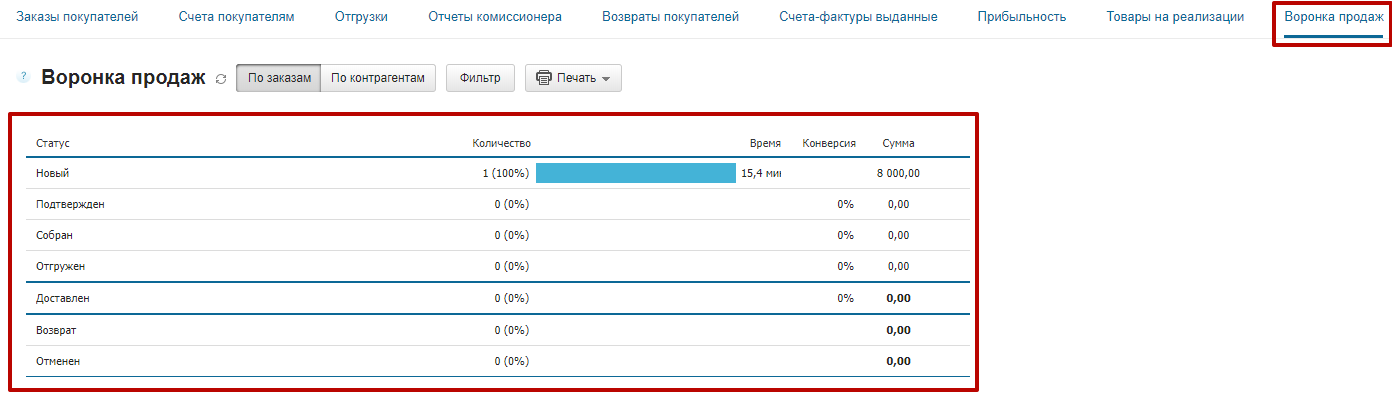 Заказы покупателей Счета покупателям Отгрузки Отчеты комиссионера Возвраты покупателей Счета-фактуры выданные Прибыльность Товары на реализации Воронка продаж
? Воронка продаж По заказам По контрагентам Фильтр Печать
Статус Количество Время Конверсия Сумма
Новый 1 (100%) 15,4 мин 8 000,00
Подтвержден 0 (0%) 0% 0,00
Собран 0 (0%) 0% 0,00
Отгружен 0 (0%) 0% 0,00
Доставлен 0 (0%) 0% 0,00
Возврат 0 (0%) 0,00
Отменен 0 (0%) 0,00